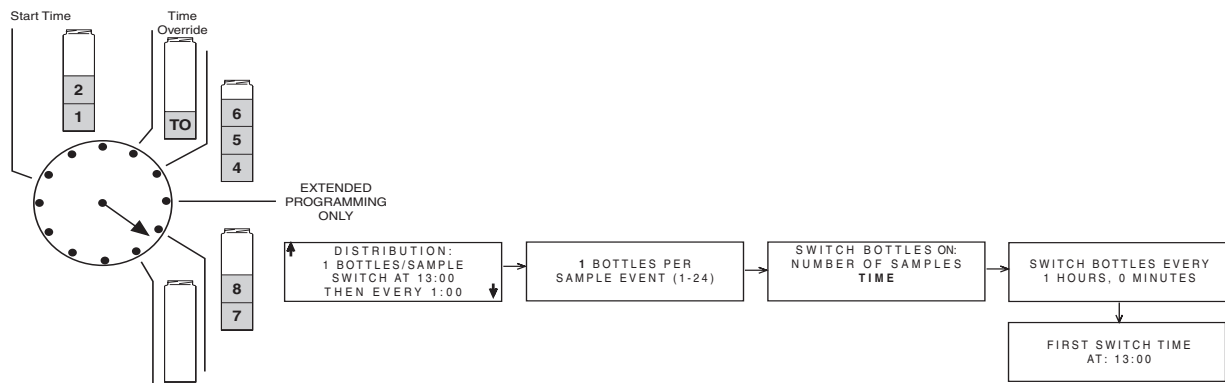 Start Time
Time
Override
2
1
TO
6
5
4
EXTENDED
PROGRAMMING
ONLY
8
7
DISTRIBUTION:
1 BOTTLES/SAMPLE
SWITCH AT 13:00
THEN EVERY 1:00
1 BOTTLES PER
SAMPLE EVENT (1-24)
SWITCH BOTTLES ON:
NUMBER OF SAMPLES
TIME
SWITCH BOTTLES EVERY
1 HOURS, 0 MINUTES
FIRST SWITCH TIME
AT: 13:00